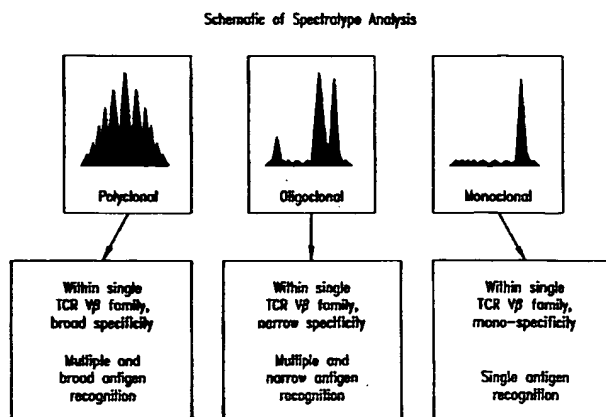 Schematic of Spectratype Analysis
Polyclonal
Oligoclonal
Monoclonal
Within single
TCR Vβ family,
broad specificity
Multiple and
broad antigen
recognition
Within single
TCR Vβ family,
narrow specificity
Multiple and
narrow antigen
recognition
Within single
TCR Vβ family,
mono-specificity
Single antigen
recognition